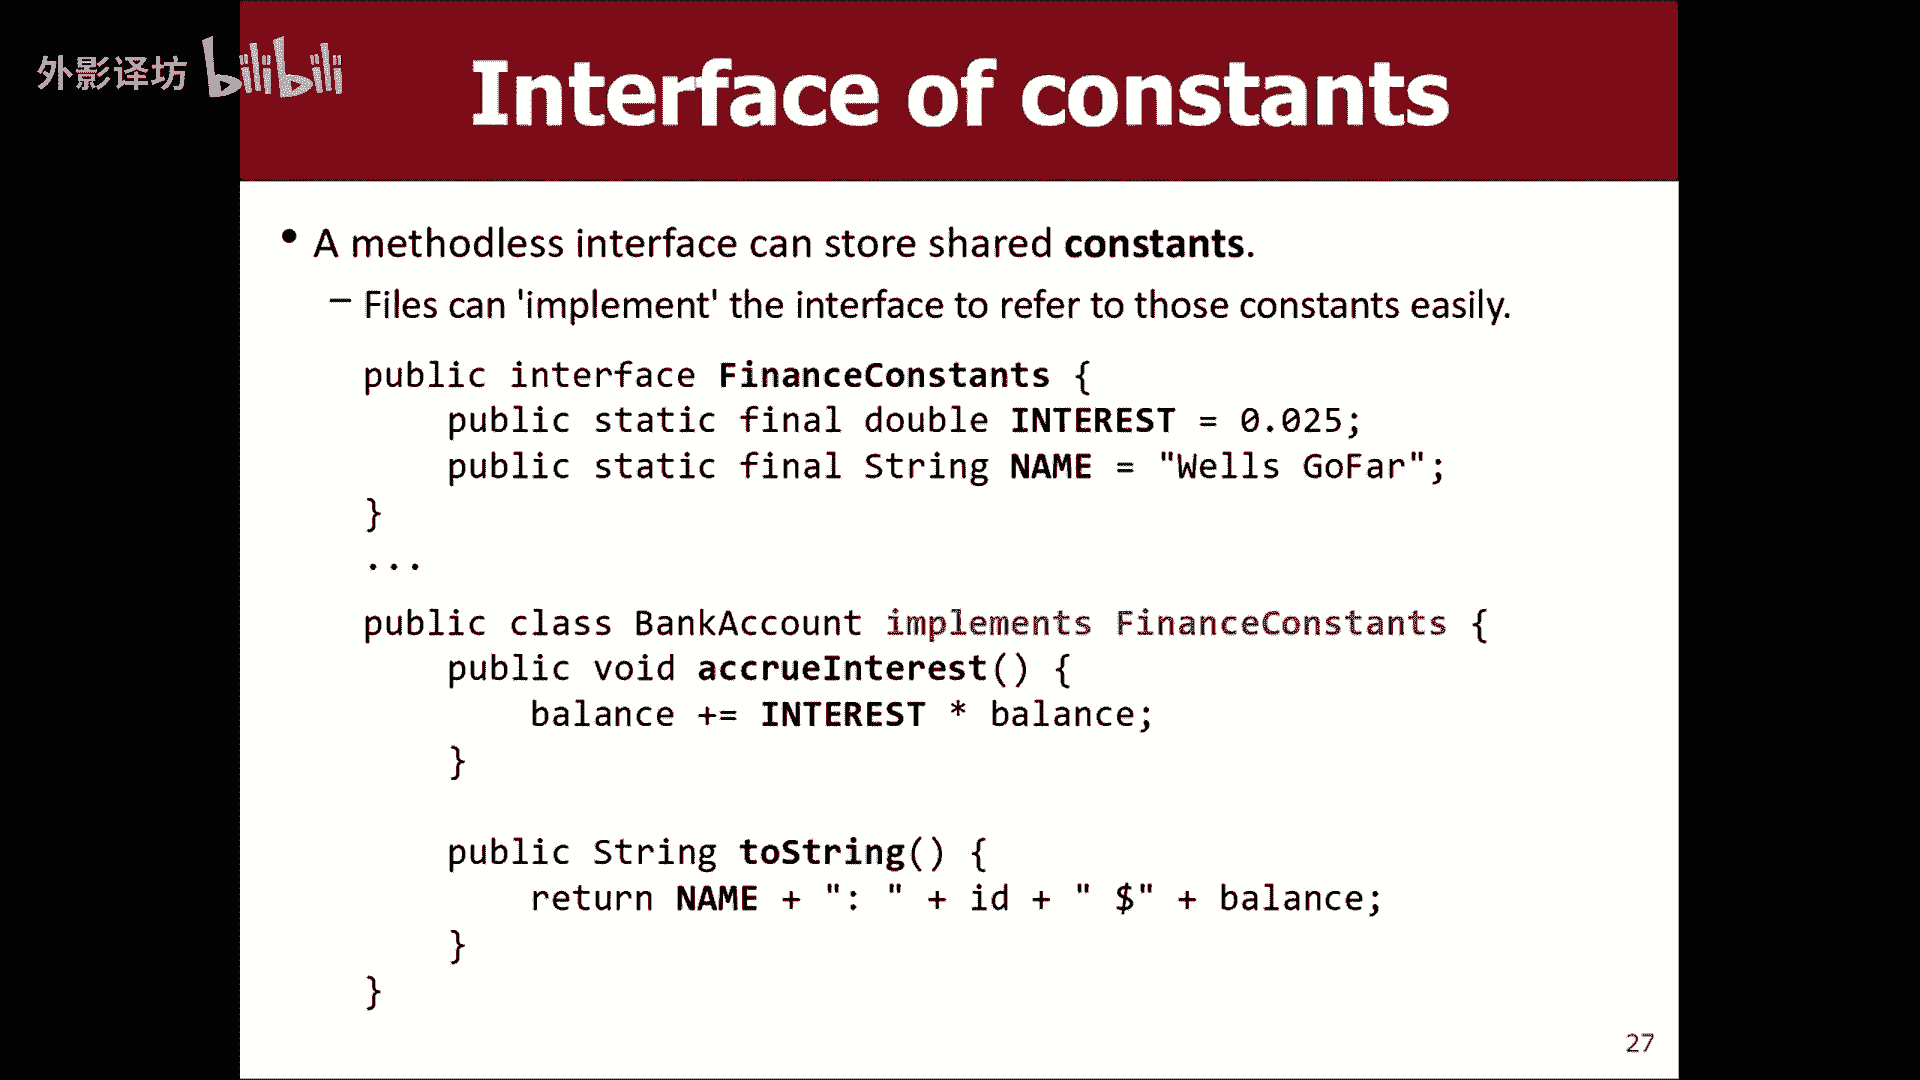 外影译坊 bilibili
Interface of constants
• A methodless interface can store shared constants.
– Files can 'implement' the interface to refer to those constants easily.
public interface FinanceConstants {
    public static final double INTEREST = 0.025;
    public static final String NAME = "Wells GoFar";
}
...
public class BankAccount implements FinanceConstants {
    public void accrueInterest() {
        balance += INTEREST * balance;
    }
    public String toString() {
        return NAME + ": " + id + " $" + balance;
    }
}
27